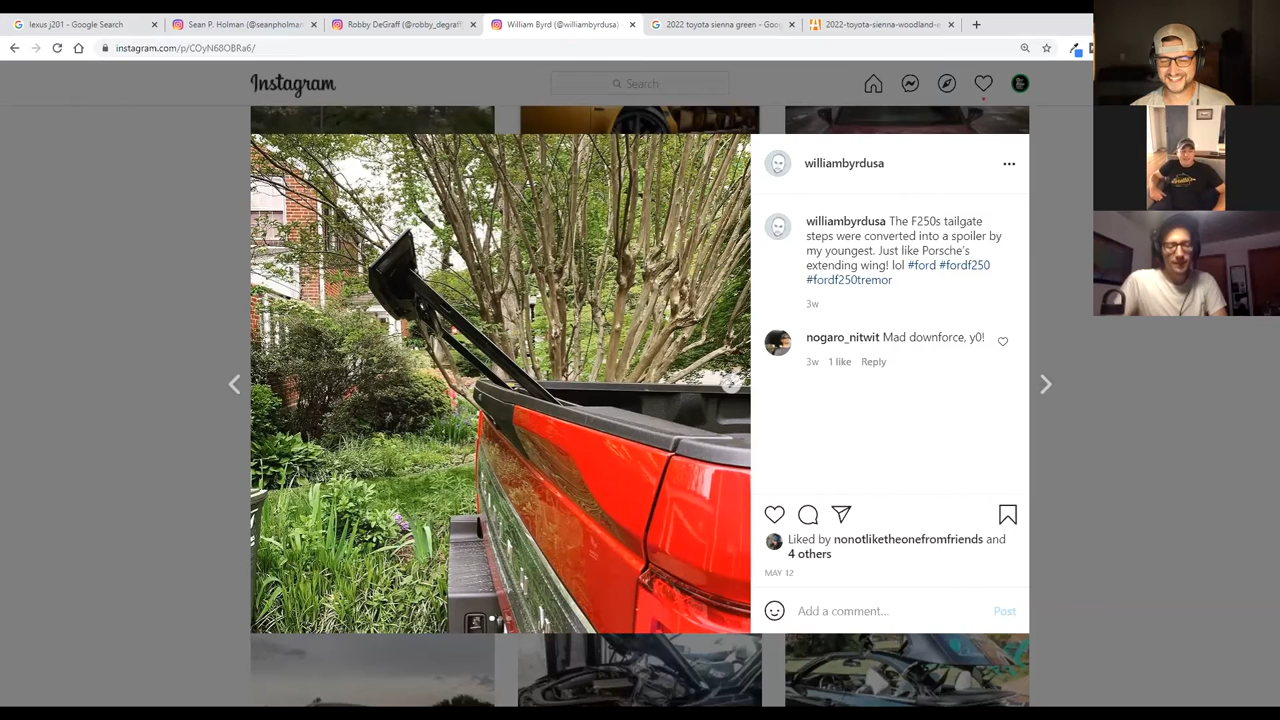 lexus j201 - Google Search
Sean P. Holman (@seanpholman
Robby DeGraff (@robby_degraff
William Byrd (@williambyrdusa) •
2022 toyota sienna green - Goo
2022-toyota-sienna-woodland-e
instagram.com/p/COyN68OBRa6/
Instagram
Search
williambyrdusa
williambyrdusa The F250s tailgate
steps were converted into a spoiler by
my youngest. Just like Porsche's
extending wing! lol #ford #fordf250
#fordf250tremor
3w
nogaro_nitwit Mad downforce, y0!
3w 1 like Reply
Liked by nonotliketheonefromfriends and
4 others
MAY 12
Add a comment...
Post